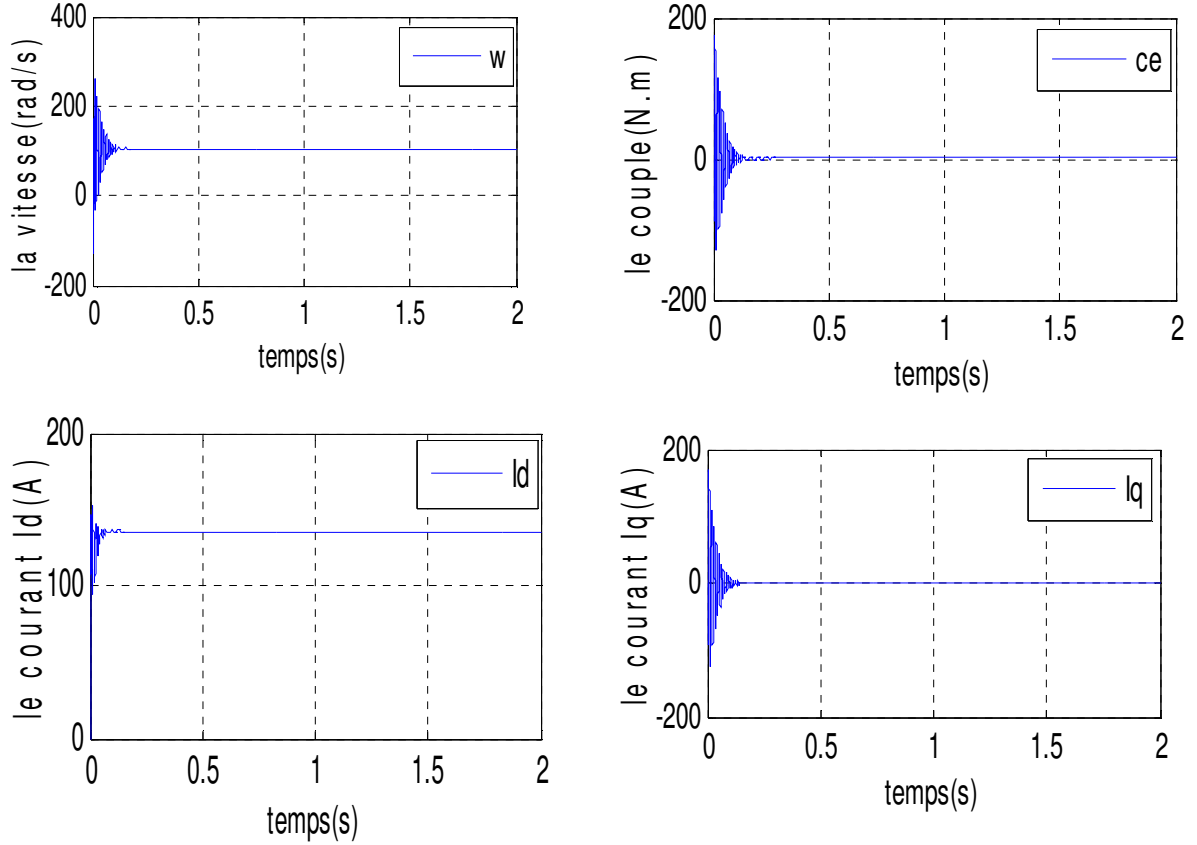 400
200
0
-200
la vitesse(rad/s)
w
0 0.5 1 1.5 2
temps(s)
200
0
-200
le couple(N.m)
ce
0 0.5 1 1.5 2
temps(s)
200
100
0
le courant Id(A)
Id
0 0.5 1 1.5 2
temps(s)
200
0
-200
le courant Iq(A)
Iq
0 0.5 1 1.5 2
temps(s)